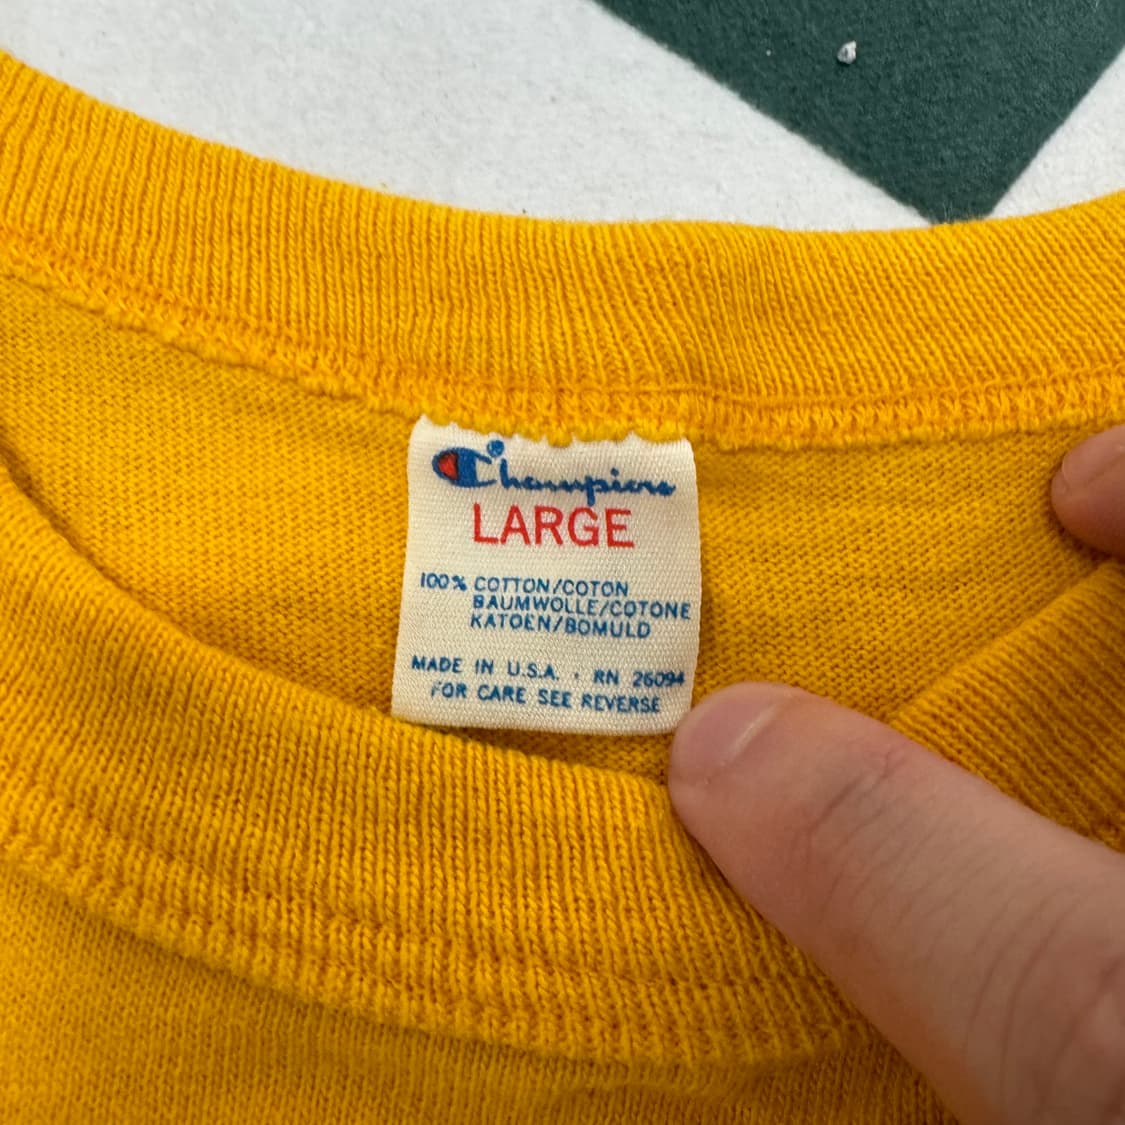 Champion
LARGE
100% COTTON/COTON
BAUMWOLLE/COTONE
KATOEN/BOMULD
MADE IN U.S.A. . RN 26094
FOR CARE SEE REVERSE